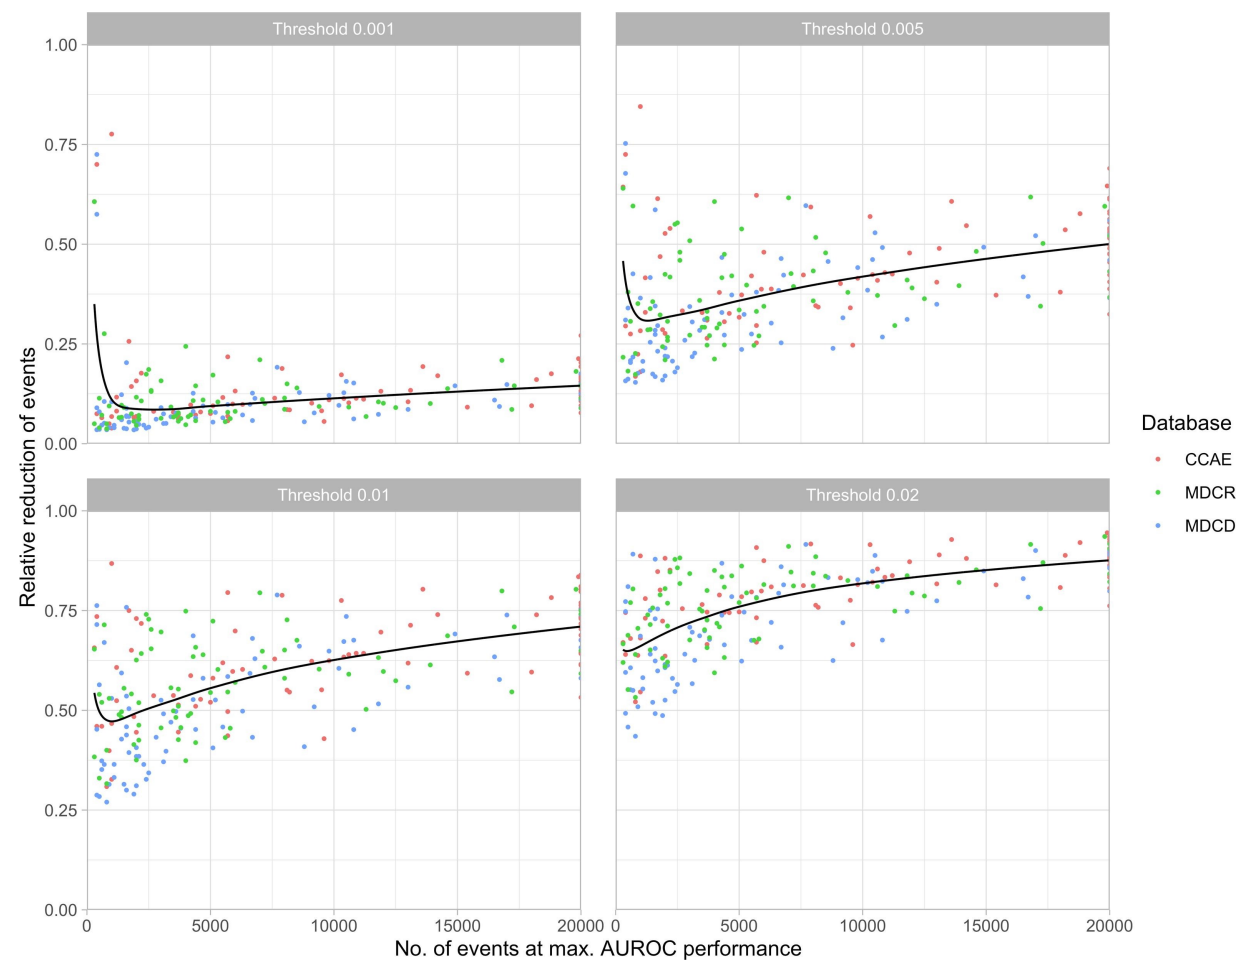 Threshold 0.001
Threshold 0.005
1.00
0.75
0.50
0.25
0.00
Threshold 0.01
Threshold 0.02
1.00
0.75
0.50
0.25
0.00
0 5000 10000 15000 20000
0 5000 10000 15000 20000
No. of events at max. AUROC performance
Relative reduction of events
Database
CCAE
MDCR
MDCD